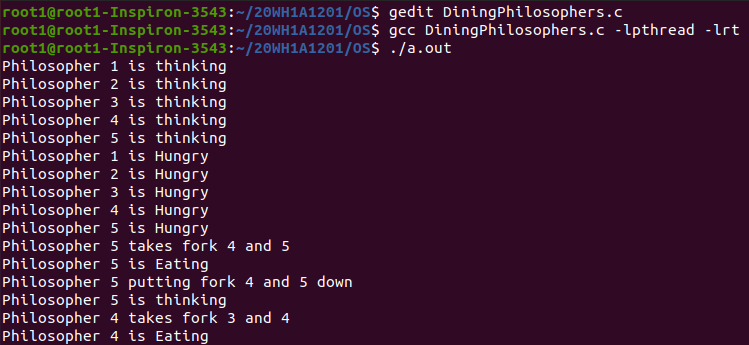 root1@root1-Inspiron-3543:~/20WH1A1201/OS$ gedit DiningPhilosophers.c
root1@root1-Inspiron-3543:~/20WH1A1201/OS$ gcc DiningPhilosophers.c -lpthread -lrt
root1@root1-Inspiron-3543:~/20WH1A1201/OS$ ./a.out
Philosopher 1 is thinking
Philosopher 2 is thinking
Philosopher 3 is thinking
Philosopher 4 is thinking
Philosopher 5 is thinking
Philosopher 1 is Hungry
Philosopher 2 is Hungry
Philosopher 3 is Hungry
Philosopher 4 is Hungry
Philosopher 5 is Hungry
Philosopher 5 takes fork 4 and 5
Philosopher 5 is Eating
Philosopher 5 putting fork 4 and 5 down
Philosopher 5 is thinking
Philosopher 4 takes fork 3 and 4
Philosopher 4 is Eating